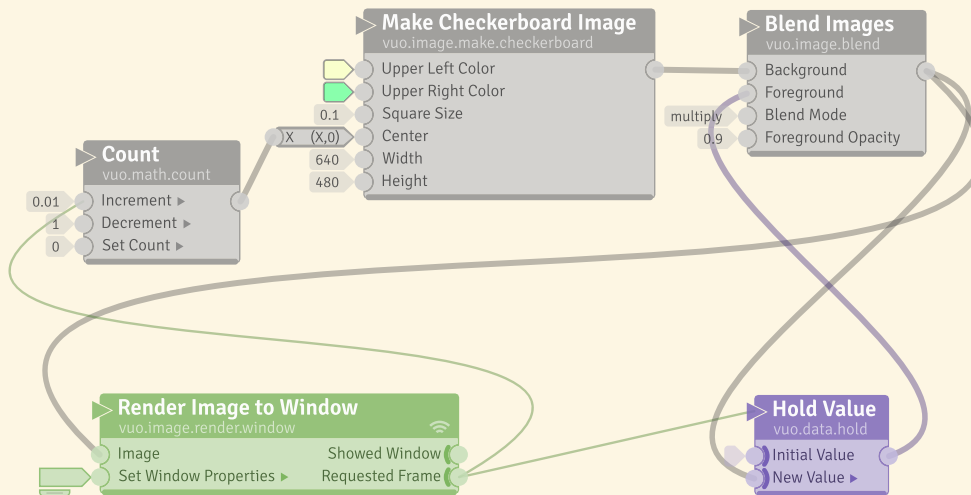 Make Checkerboard Image
vuo.image.make.checkerboard
Upper Left Color
Upper Right Color
0.1 Square Size
X (X,0) Center
640 Width
480 Height
Blend Images
vuo.image.blend
Background
Foreground
multiply Blend Mode
0.9 Foreground Opacity
Count
vuo.math.count
0.01 Increment ▸
1 Decrement ▸
0 Set Count ▸
Render Image to Window
vuo.image.render.window
Image Showed Window
Set Window Properties ▸ Requested Frame
Hold Value
vuo.data.hold
Initial Value
New Value ▸